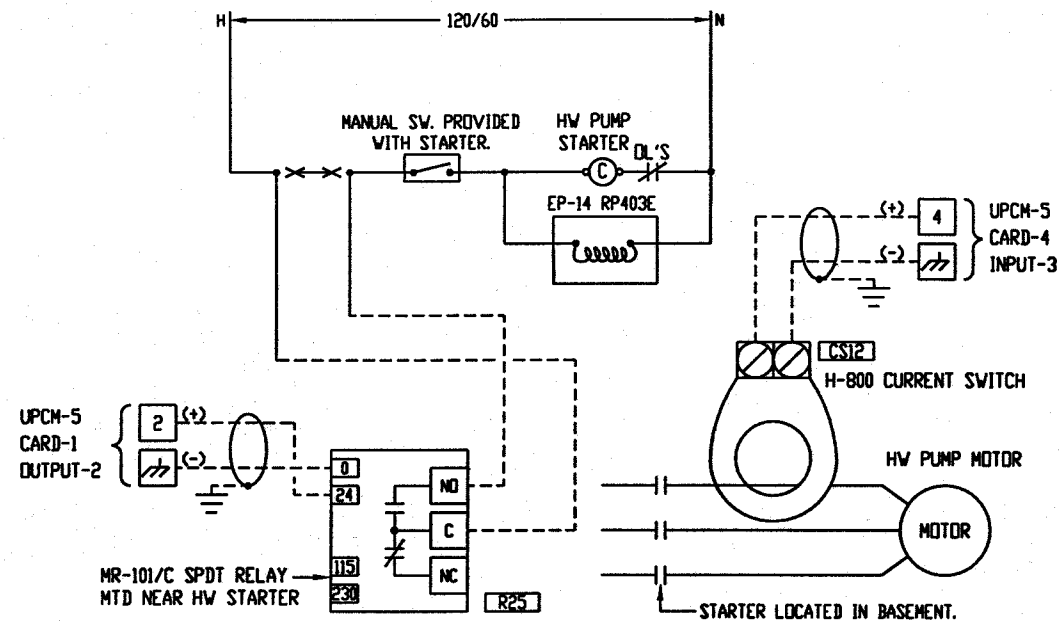 H
120/60
N
MANUAL SW. PROVIDED
WITH STARTER.
HW PUMP
STARTER
OL'S
C
EP-14 RP403E
(+)
4
(-)
UPCM-5
CARD-4
INPUT-3
CS12
H-800 CURRENT SWITCH
UPCM-5
CARD-1
OUTPUT-2
2
(+)
(-)
0
24
115
230
NO
C
NC
MR-101/C SPDT RELAY
MTD NEAR HW STARTER
R25
HW PUMP MOTOR
MOTOR
STARTER LOCATED IN BASEMENT.